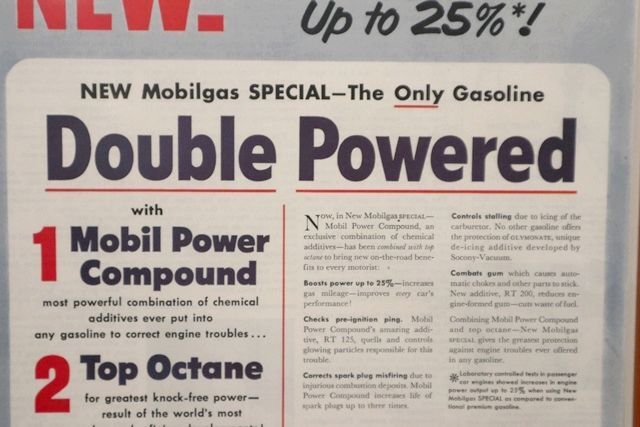 NEW.
Up to 25%*!
NEW Mobilgas SPECIAL—The Only Gasoline
Double Powered
with
1 Mobil Power
Compound
most powerful combination of chemical
additives ever put into
any gasoline to correct engine troubles . . .
2 Top Octane
for greatest knock-free power—
result of the world's most
Now, in New Mobilgas SPECIAL—
Mobil Power Compound, an
exclusive combination of chemical
additives—has been combined with top
octane to bring new on-the-road bene-
fits to every motorist:
Boosts power up to 25%—increases
gas mileage—improves every car's
performance!
Checks pre-ignition ping. Mobil
Power Compound's amazing addi-
tive, RT 125, quells and controls
glowing particles responsible for this
trouble.
Corrects spark plug misfiring due to
injurious combustion deposits. Mobil
Power Compound increases life of
spark plugs up to three times.
Controls stalling due to icing of the
carburetor. No other gasoline offers
the protection of GLYMONATE, unique
de-icing additive developed by
Socony-Vacuum.
Combats gum which causes auto-
matic chokes and other parts to stick.
New additive, RT 200, reduces en-
gine-formed gum—cuts waste of fuel.
Combining Mobil Power Compound
and top octane—New Mobilgas
SPECIAL gives the greatest protection
against engine troubles ever offered
in any gasoline.
* Laboratory controlled tests in passenger
car engines showed increases in engine
power output up to 25% when using New
Mobilgas SPECIAL as compared to conven-
tional premium gasoline.